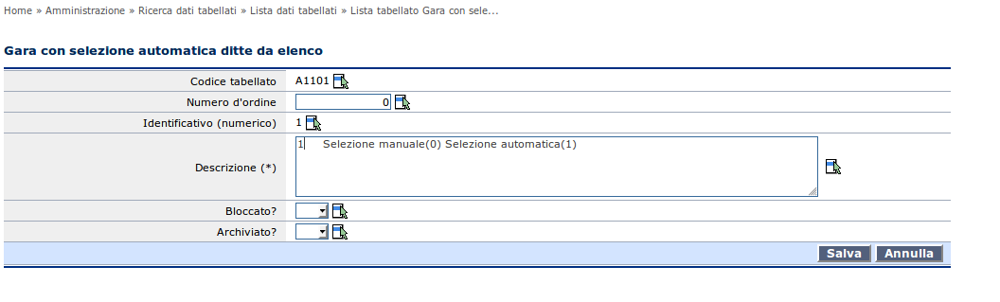 Home » Amministrazione » Ricerca dati tabellati » Lista dati tabellati » Lista tabellato Gara con sele...
Gara con selezione automatica ditte da elenco
Codice tabellato A1101
Numero d'ordine 0
Identificativo (numerico) 1
Descrizione (*) 1 Selezione manuale(0) Selezione automatica(1)
Bloccato?
Archiviato?
Salva Annulla